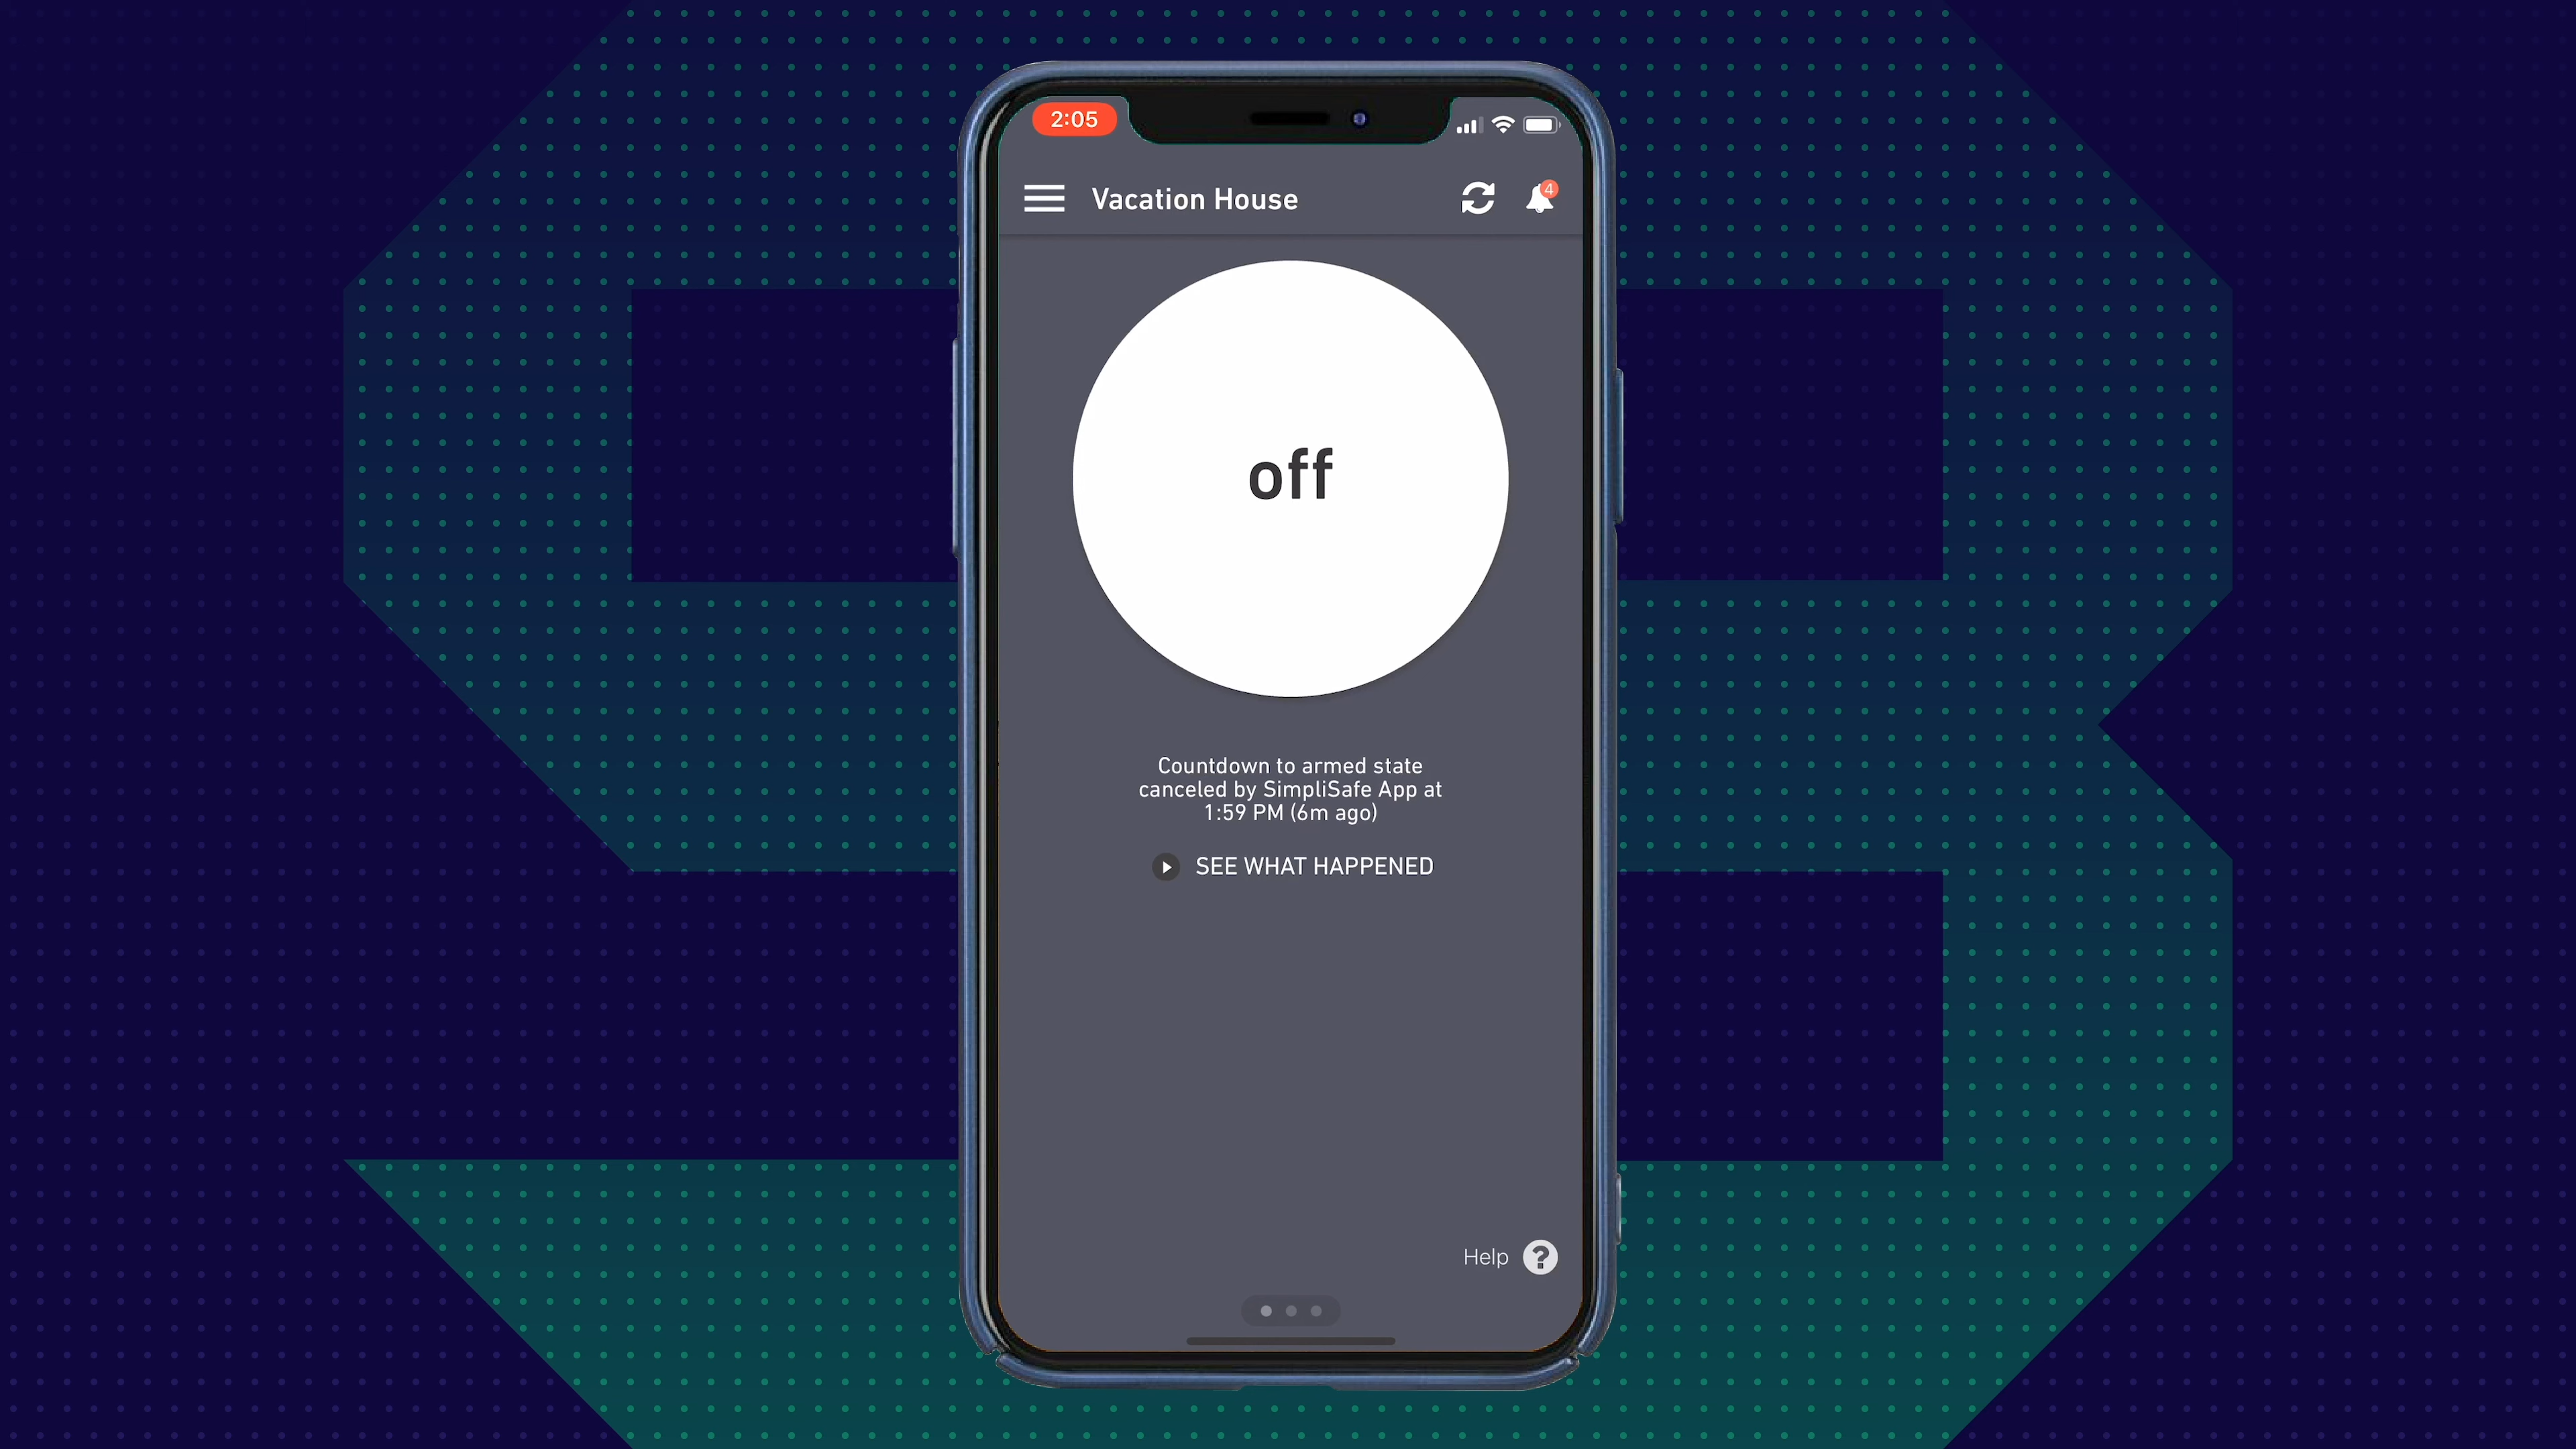 2:05
Vacation House
4
off
Countdown to armed state
canceled by SimpliSafe App at
1:59 PM (6m ago)
SEE WHAT HAPPENED
Help ?